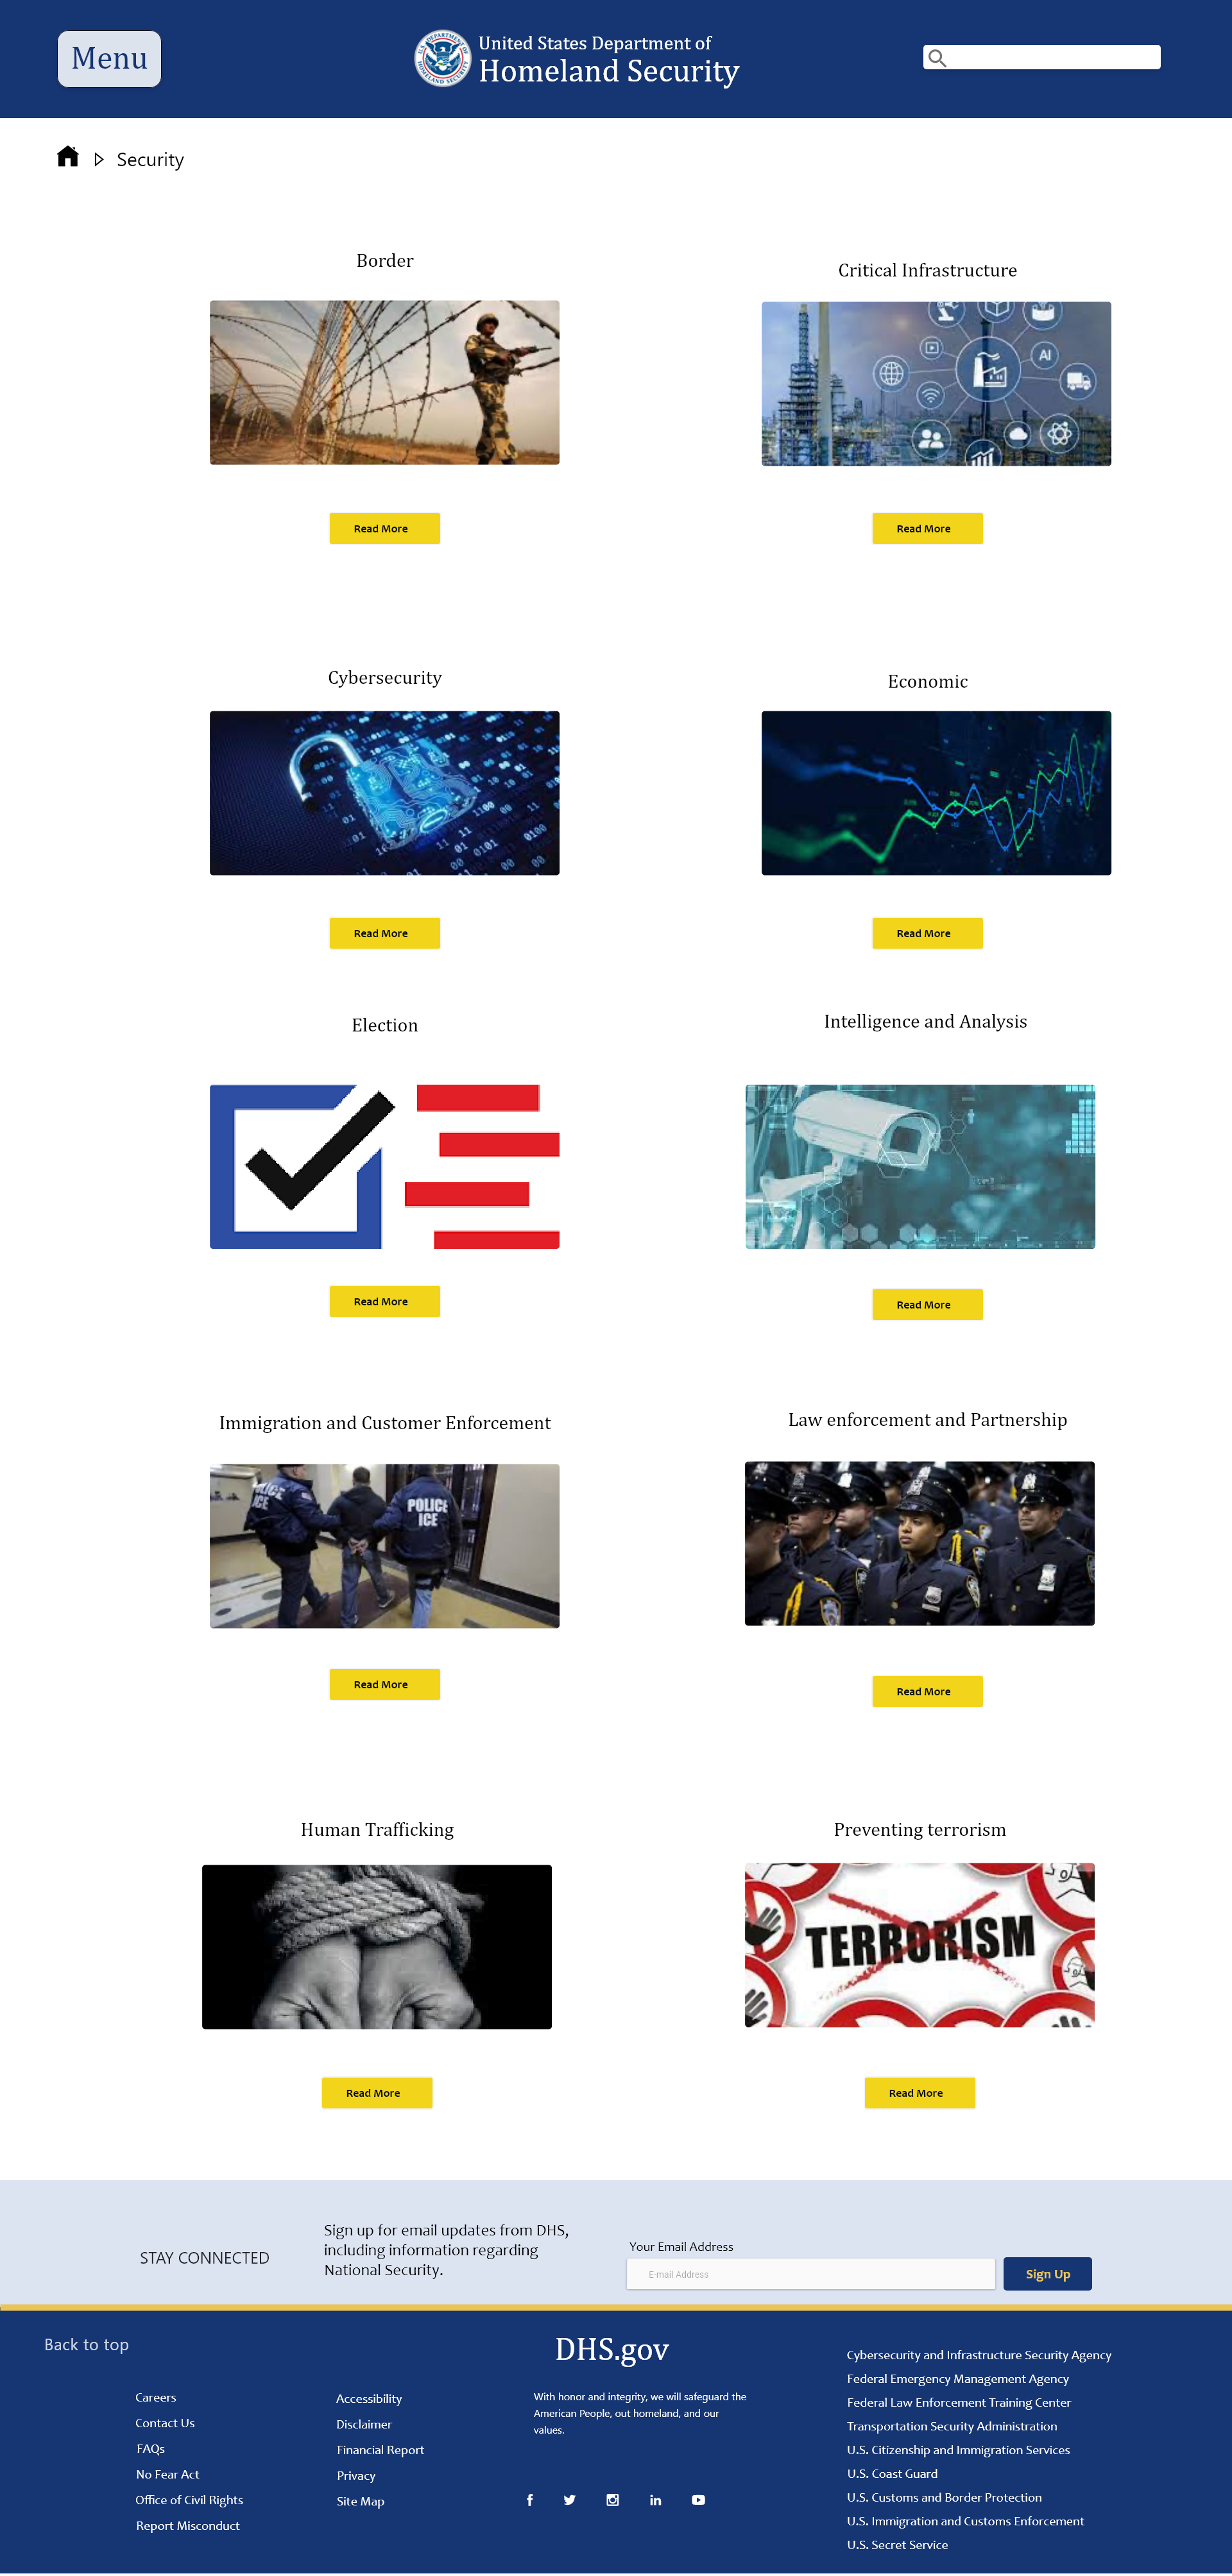 Menu
United States Department of
Homeland Security
Security
Border
Critical Infrastructure
AI
Read More
Read More
Cybersecurity
Economic
Read More
Read More
Election
Intelligence and Analysis
Read More
Read More
Immigration and Customer Enforcement
Law enforcement and Partnership
POLICE
ICE
POLICE
ICE
Read More
Read More
Human Trafficking
Preventing terrorism
TERRORISM
Read More
Read More
STAY CONNECTED
Sign up for email updates from DHS,
including information regarding
National Security.
Your Email Address
E-mail Address
Sign Up
Back to top
Careers
Contact Us
FAQs
No Fear Act
Office of Civil Rights
Report Misconduct
Accessibility
Disclaimer
Financial Report
Privacy
Site Map
DHS.gov
With honor and integrity, we will safeguard the
American People, out homeland, and our
values.
Cybersecurity and Infrastructure Security Agency
Federal Emergency Management Agency
Federal Law Enforcement Training Center
Transportation Security Administration
U.S. Citizenship and Immigration Services
U.S. Coast Guard
U.S. Customs and Border Protection
U.S. Immigration and Customs Enforcement
U.S. Secret Service